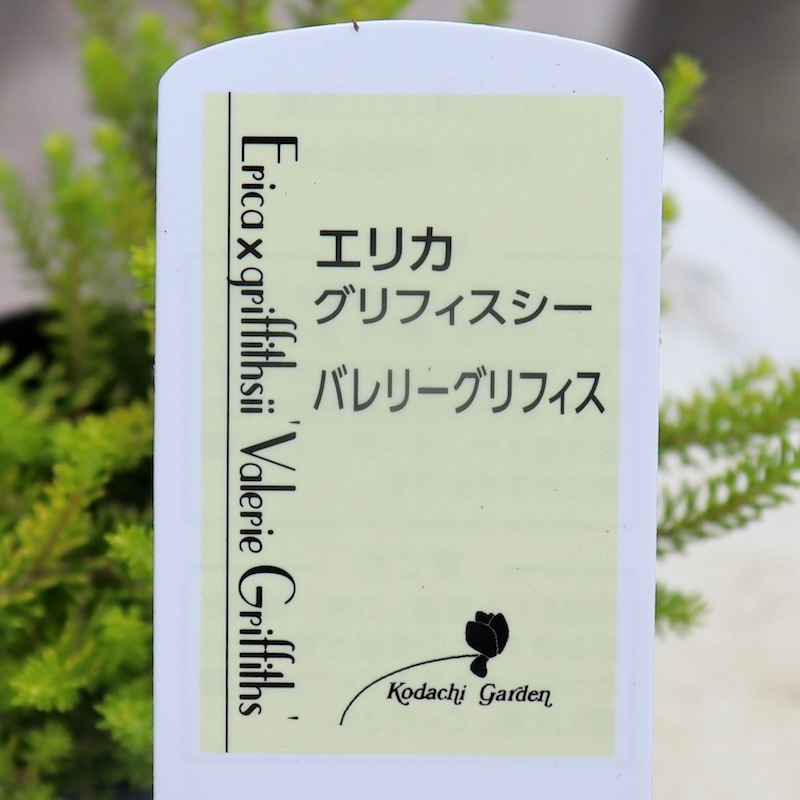 Erica x griffithsii 'Valerie Griffiths'
エリカ
グリフィスシー
バレリーグリフィス
Kodachi Garden